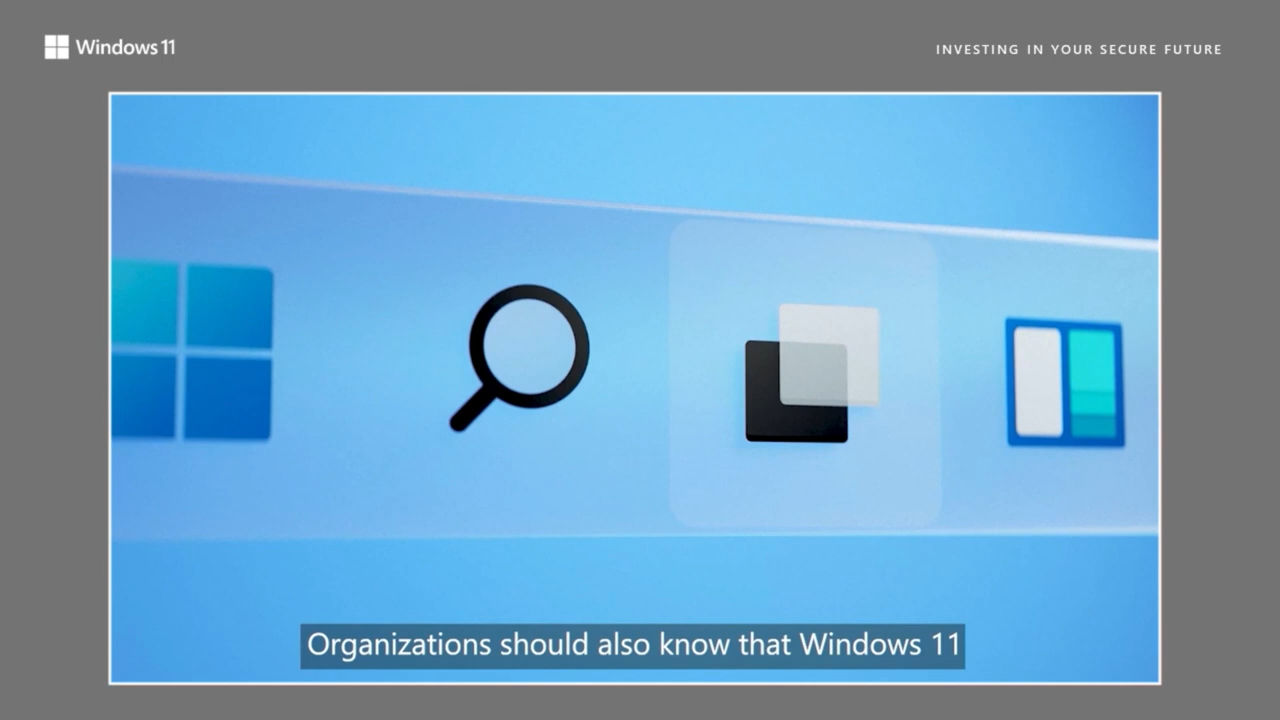 Windows 11
INVESTING IN YOUR SECURE FUTURE
Organizations should also know that Windows 11